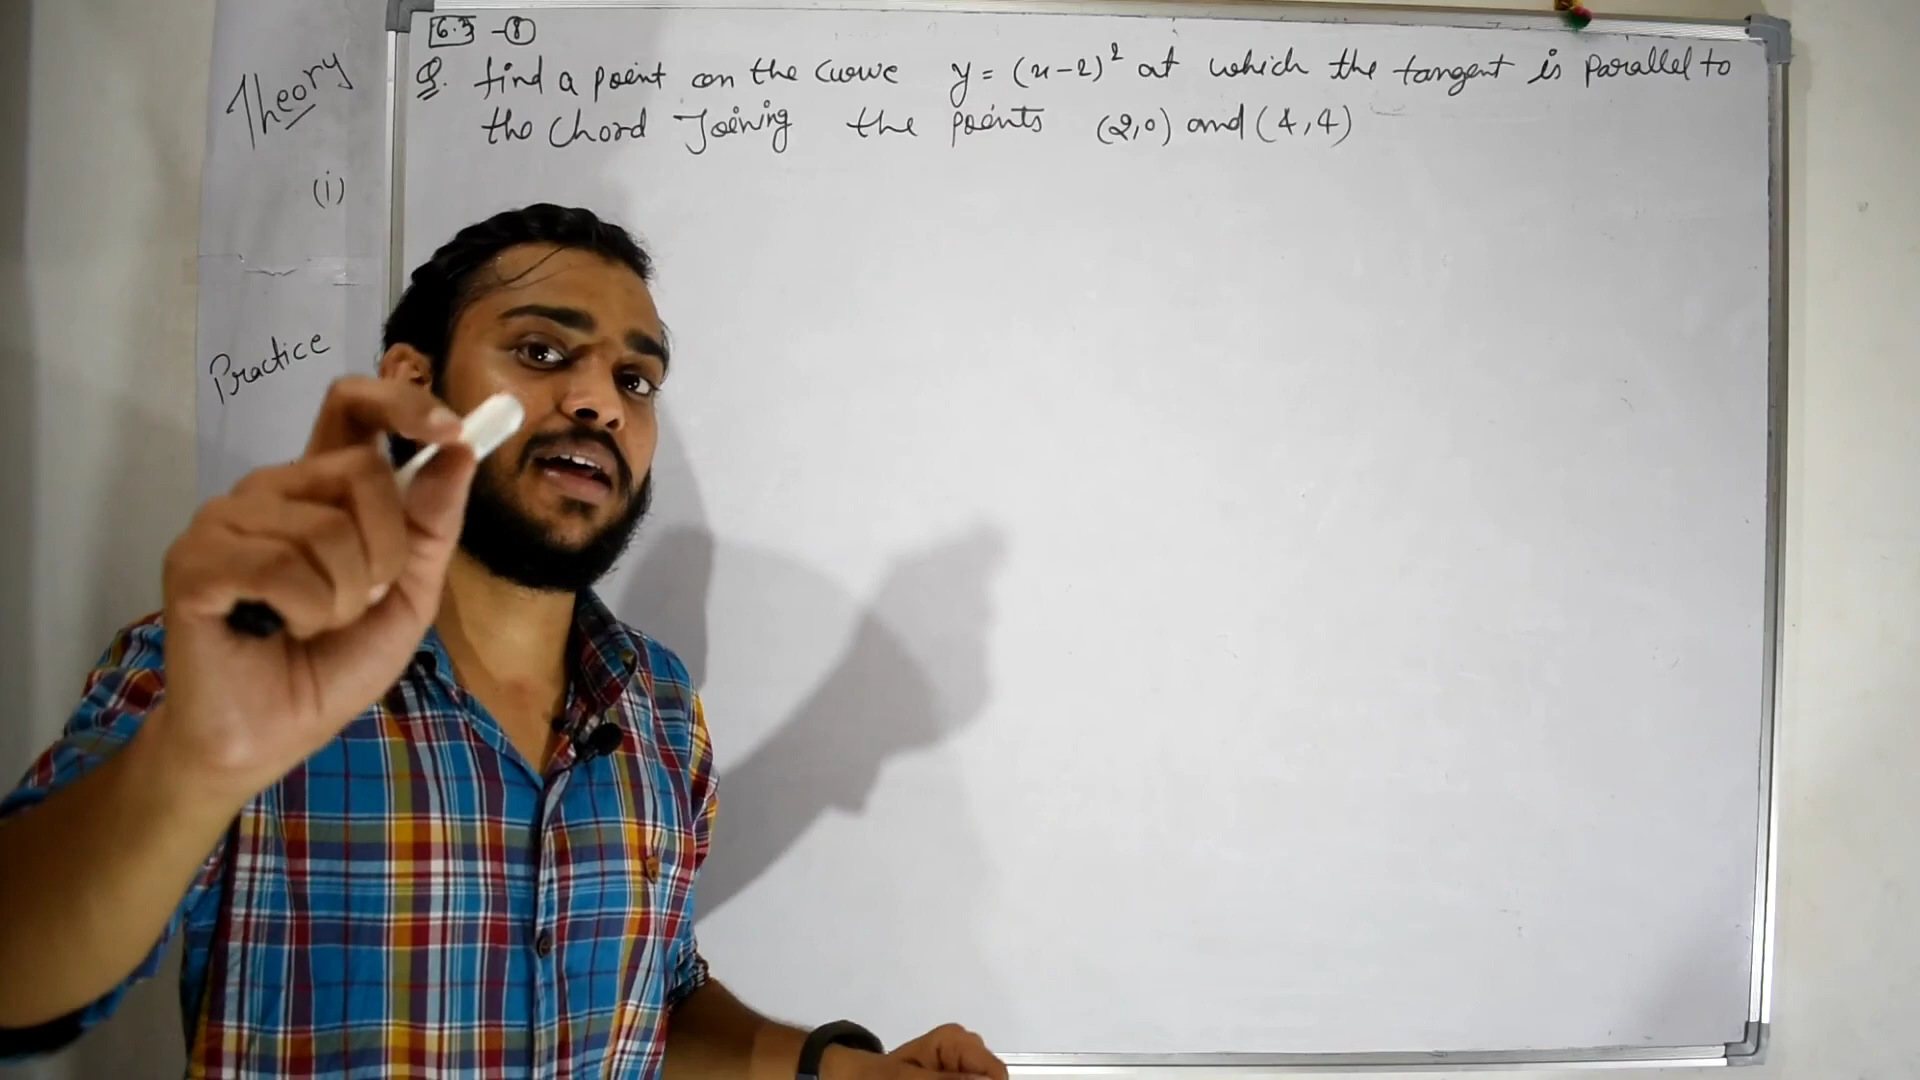 6.3 -8
Q. find a point on the curve y = (x-2)² at which the tangent is parallel to
the chord Joining the points (2,0) and (4,4)
Theory
(i)
Practice